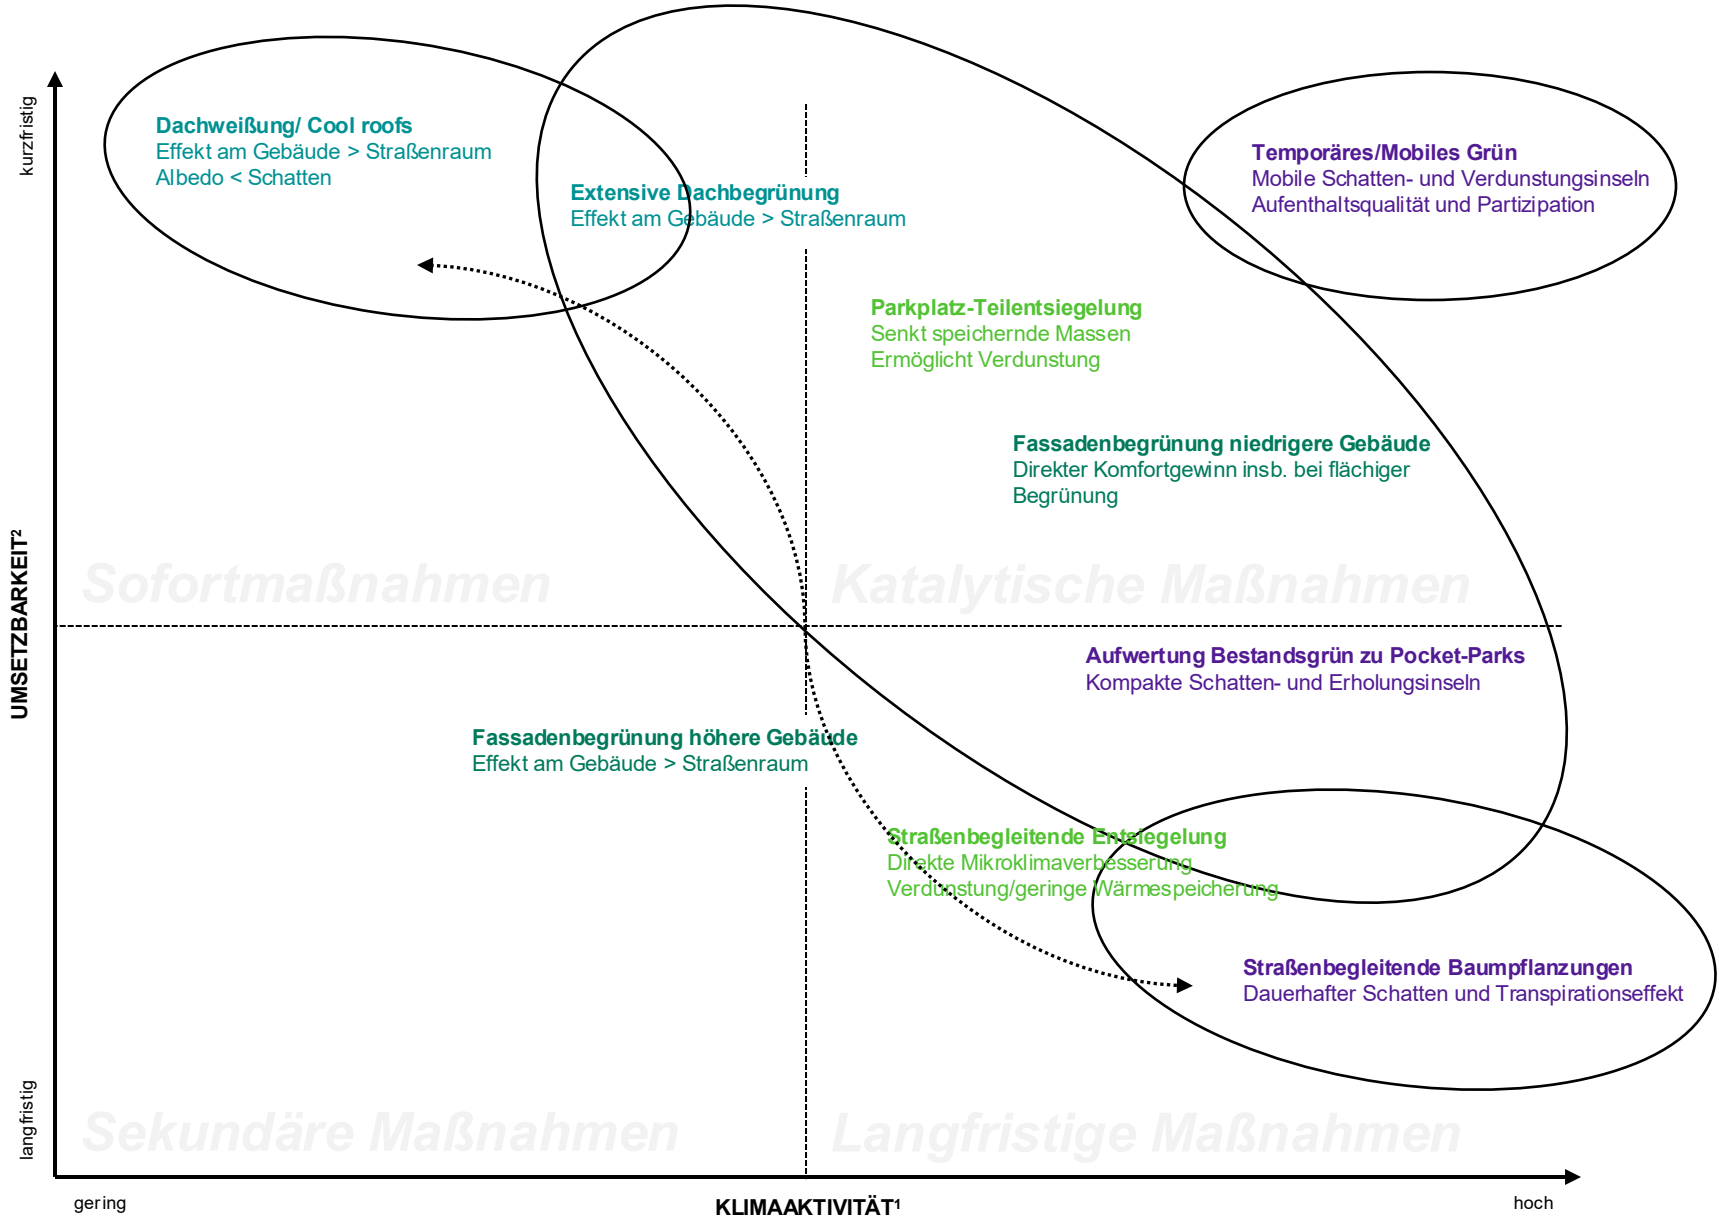 kurzfristig
Dachweißung/ Cool roofs
Effekt am Gebäude > Straßenraum
Albedo < Schatten
Extensive Dachbegrünung
Effekt am Gebäude > Straßenraum
Temporäres/Mobiles Grün
Mobile Schatten- und Verdunstungsinseln
Aufenthaltsqualität und Partizipation
Parkplatz-Teilentsiegelung
Senkt speichernde Massen
Ermöglicht Verdunstung
Fassadenbegrünung niedrigere Gebäude
Direkter Komfortgewinn insb. bei flächiger
Begrünung
Sofortmaßnahmen
Katalytische Maßnahmen
UMSETZBARKEIT²
Aufwertung Bestandsgrün zu Pocket-Parks
Kompakte Schatten- und Erholungsinseln
Fassadenbegrünung höhere Gebäude
Effekt am Gebäude > Straßenraum
Straßenbegleitende Entsiegelung
Direkte Mikroklimaverbesserung
Verdunstung/geringe Wärmespeicherung
Straßenbegleitende Baumpflanzungen
Dauerhafter Schatten und Transpirationseffekt
Sekundäre Maßnahmen
Langfristige Maßnahmen
langfristig
gering
KLIMAAKTIVITÄT¹
hoch